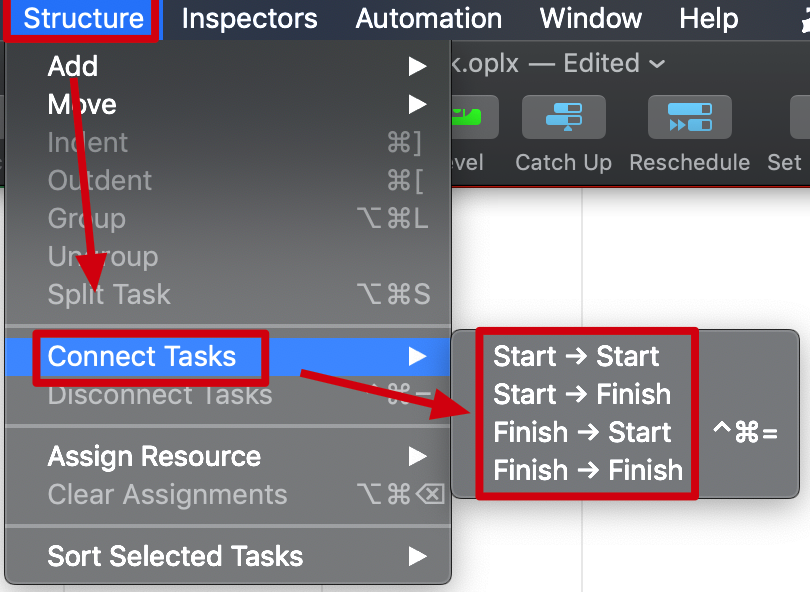 Structure Inspectors Automation Window Help
k.oplx — Edited
Add
Move
Indent ⌘]
Outdent ⌘[
Group ⌥⌘L
Ungroup
Split Task ⌥⌘S
Connect Tasks
Disconnect Tasks
Assign Resource
Clear Assignments ⌥⌘⌫
Sort Selected Tasks
evel Catch Up Reschedule Set
Start → Start
Start → Finish
Finish → Start ^⌘=
Finish → Finish